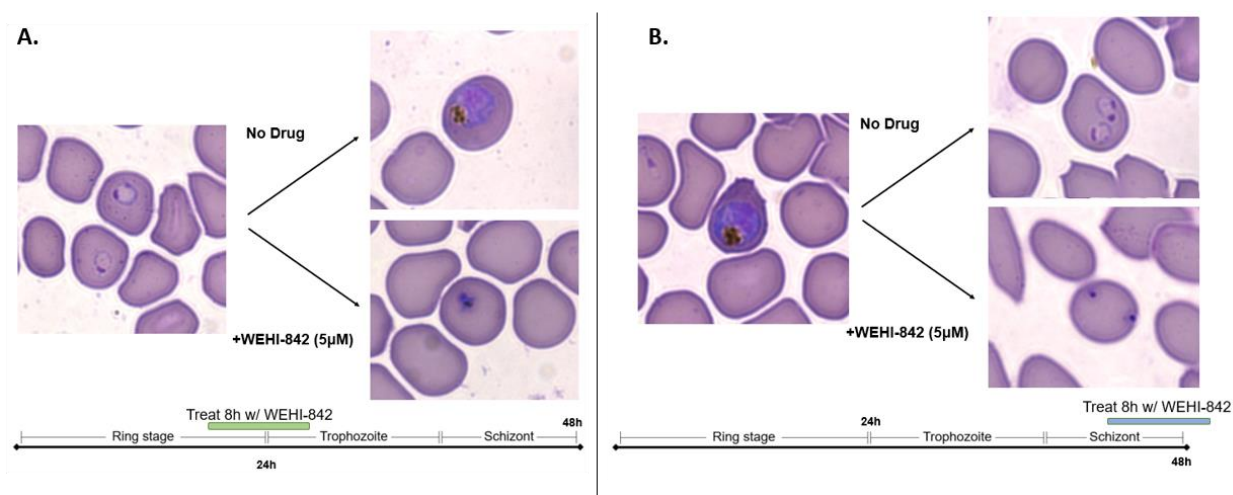 A.
No Drug
+WEHI-842 (5µM)
Treat 8h w/ WEHI-842
48h
Ring stage
Trophozoite
Schizont
24h
B.
No Drug
+WEHI-842 (5µM)
Treat 8h w/ WEHI-842
24h
Ring stage
Trophozoite
Schizont
48h